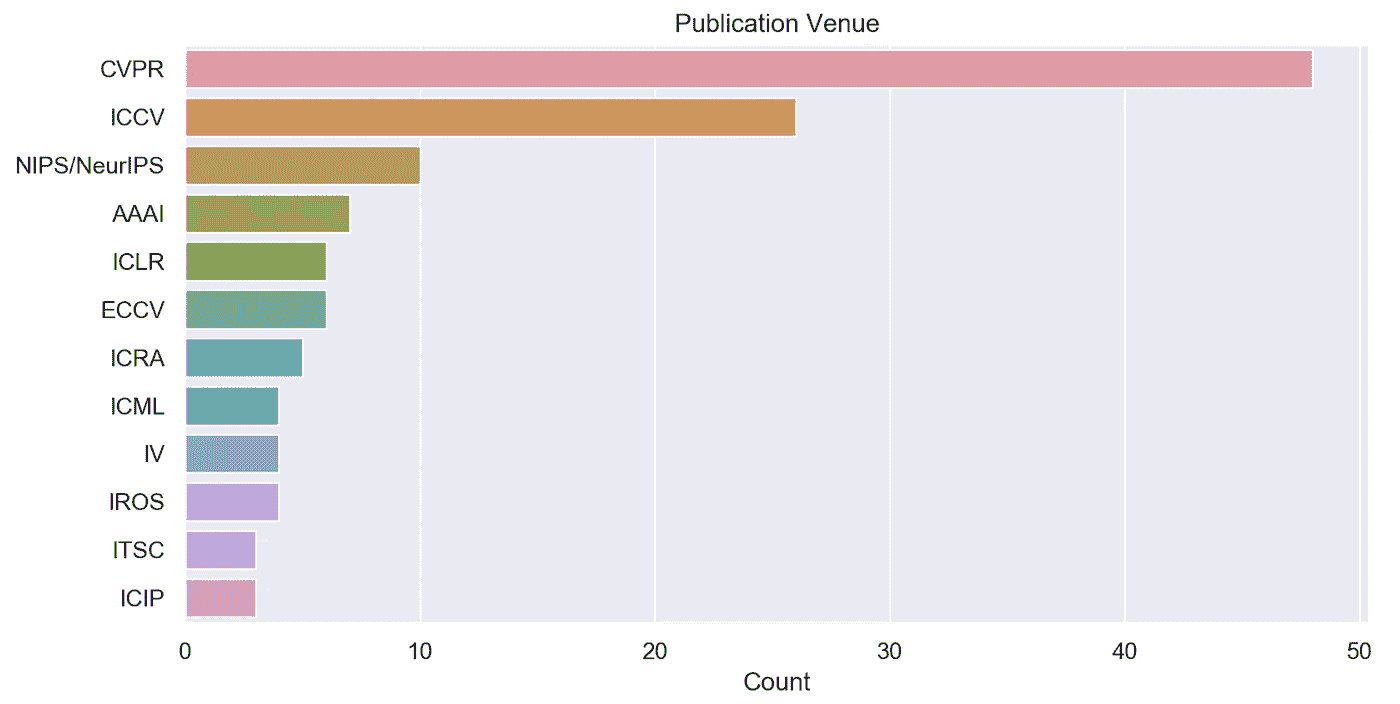 Publication Venue
CVPR
ICCV
NIPS/NeurIPS
AAAI
ICLR
ECCV
ICRA
ICML
IV
IROS
ITSC
ICIP
0 10 20 30 40 50
Count